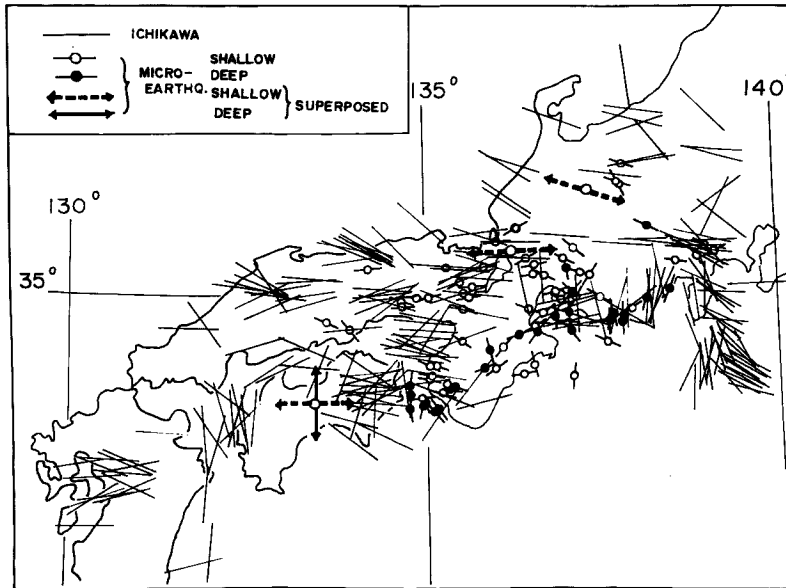 ICHIKAWA
SHALLOW
MICRO- DEEP
EARTHQ. SHALLOW
DEEP
SUPERPOSED
135°
140°
130°
35°